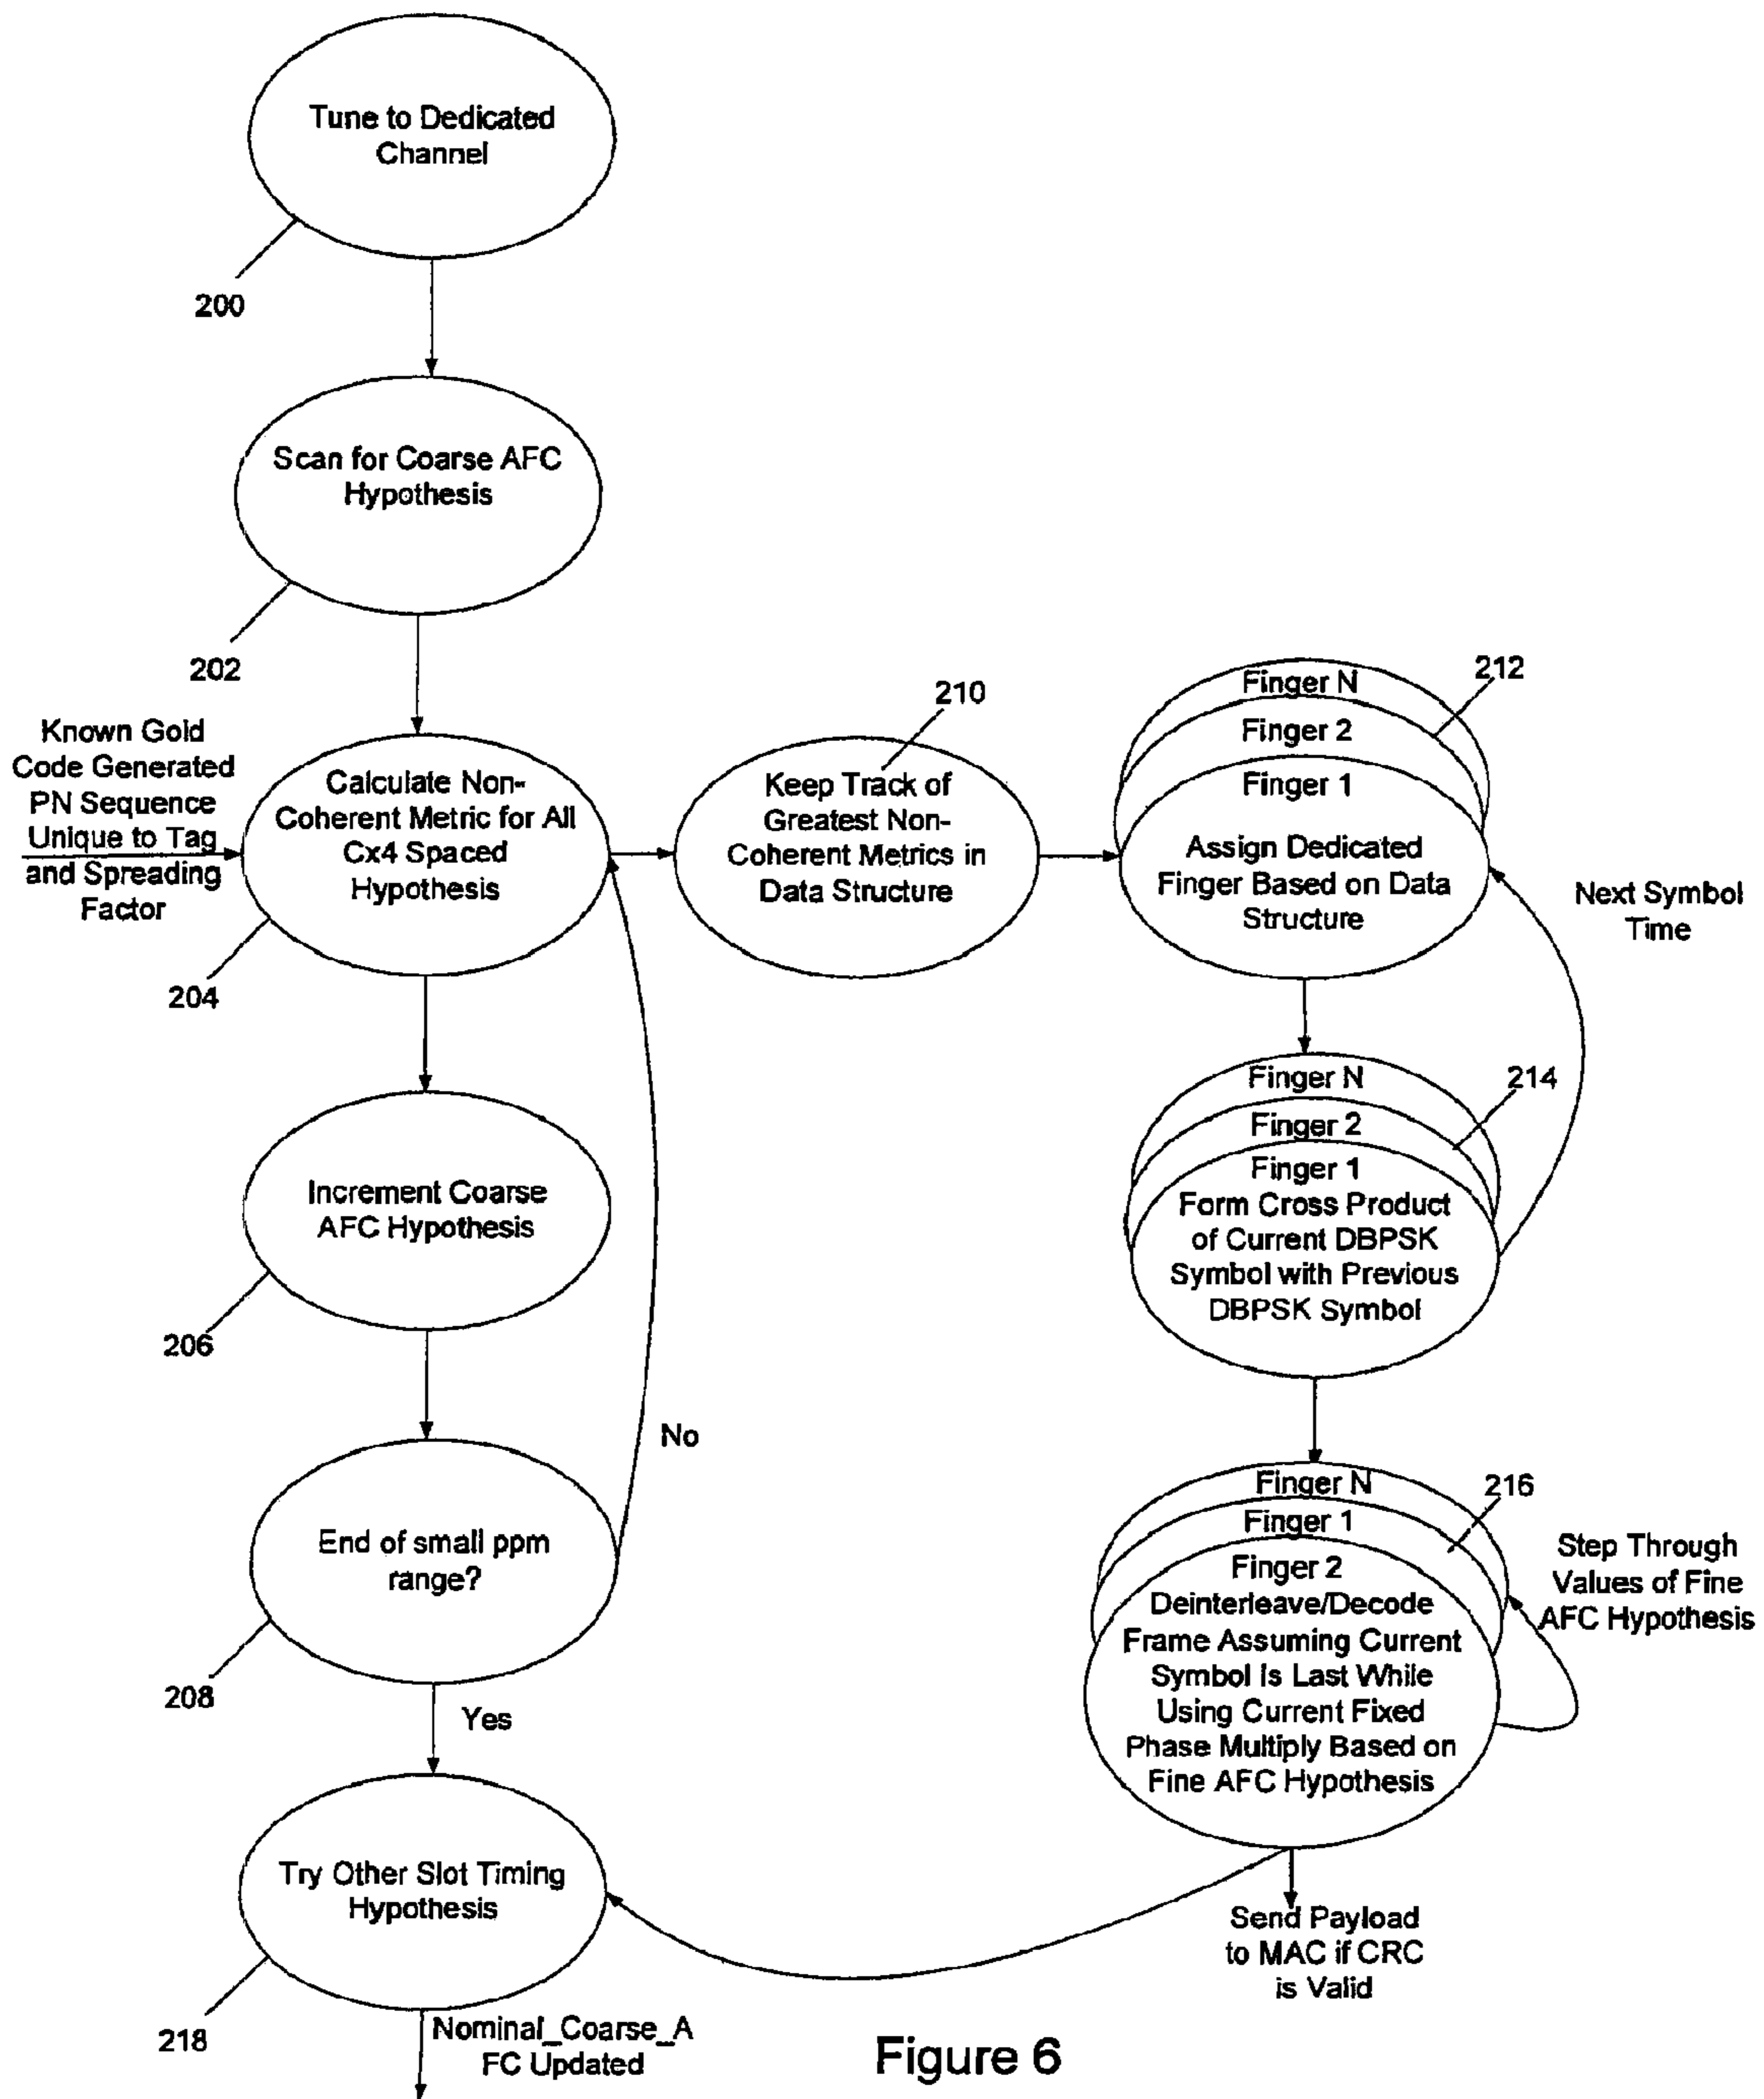 Tune to Dedicated
Channel
200
Scan for Coarse AFC
Hypothesis
202
Known Gold
Code Generated
PN Sequence
Unique to Tag
and Spreading
Factor
Calculate Non-
Coherent Metric for All
Cx4 Spaced
Hypothesis
204
210
Keep Track of
Greatest Non-
Coherent Metrics in
Data Structure
212
Finger N
Finger 2
Finger 1
Assign Dedicated
Finger Based on Data
Structure
Next Symbol
Time
Increment Coarse
AFC Hypothesis
206
214
Finger N
Finger 2
Finger 1
Form Cross Product
of Current DBPSK
Symbol with Previous
DBPSK Symbol
No
End of small ppm
range?
208
Yes
216
Finger N
Finger 1
Finger 2
Deinterleave/Decode
Frame Assuming Current
Symbol Is Last While
Using Current Fixed
Phase Multiply Based on
Fine AFC Hypothesis
Step Through
Values of Fine
AFC Hypothesis
Try Other Slot Timing
Hypothesis
218
Send Payload
to MAC if CRC
is Valid
Nominal_Coarse_A
FC Updated
Figure 6